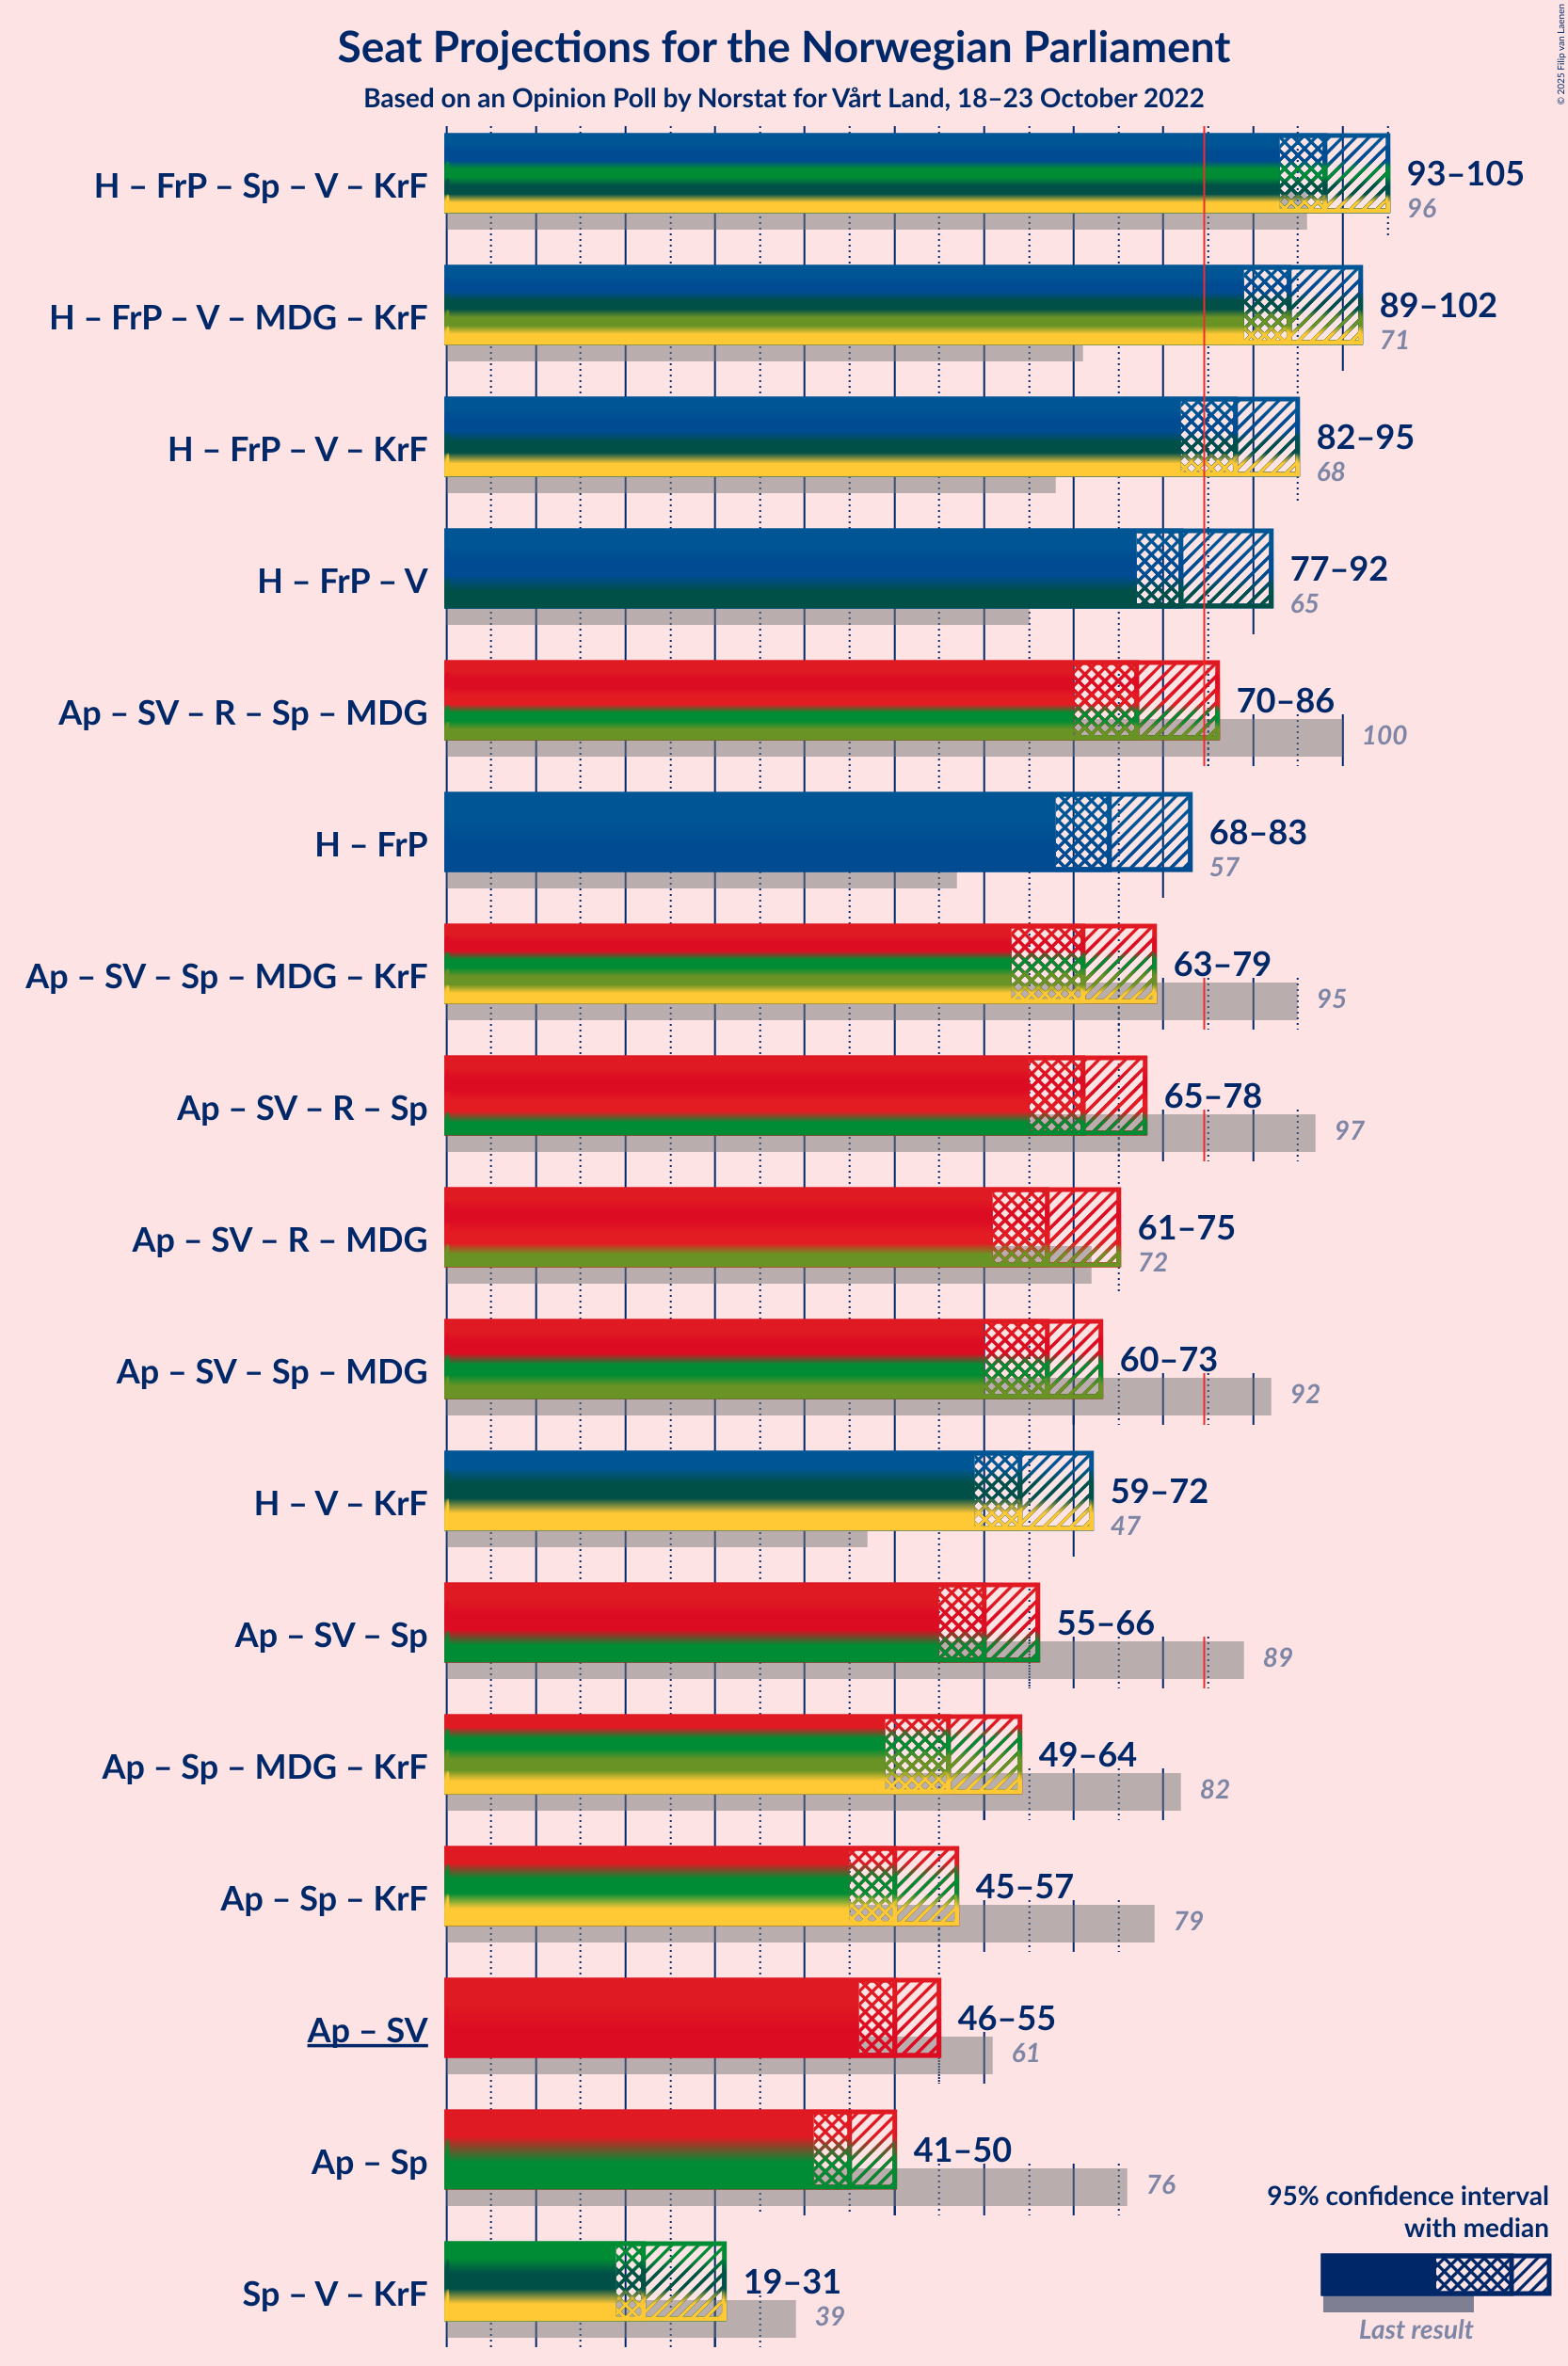 © 2025 Filip van Laenen
Seat Projections for the Norwegian Parliament
Based on an Opinion Poll by Norstat for Vårt Land, 18–23 October 2022
H – FrP – Sp – V – KrF
93–105
96
H – FrP – V – MDG – KrF
89–102
71
H – FrP – V – KrF
82–95
68
H – FrP – V
77–92
65
Ap – SV – R – Sp – MDG
70–86
100
H – FrP
68–83
57
Ap – SV – Sp – MDG – KrF
63–79
95
Ap – SV – R – Sp
65–78
97
Ap – SV – R – MDG
61–75
72
Ap – SV – Sp – MDG
60–73
92
H – V – KrF
59–72
47
Ap – SV – Sp
55–66
89
Ap – Sp – MDG – KrF
49–64
82
Ap – Sp – KrF
45–57
79
Ap – SV
46–55
61
Ap – Sp
41–50
76
Sp – V – KrF
19–31
39
95% confidence interval
with median
Last result